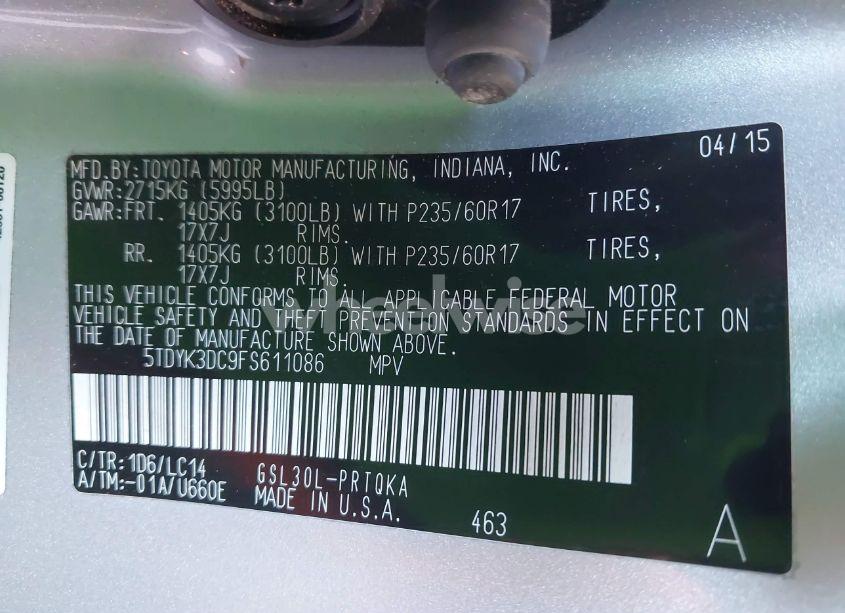 MFD.BY:TOYOTA MOTOR MANUFACTURING, INDIANA, INC. 04/15
GVWR:2715KG (5995LB)
GAWR:FRT. 1405KG (3100LB) WITH P235/60R17 TIRES,
17X7J RIMS.
RR. 1405KG (3100LB) WITH P235/60R17 TIRES,
17X7J RIMS.
THIS VEHICLE CONFORMS TO ALL APPLICABLE FEDERAL MOTOR
VEHICLE SAFETY AND THEFT PREVENTION STANDARDS IN EFFECT ON
THE DATE OF MANUFACTURE SHOWN ABOVE.
5TDYK3DC9FS611086 MPV
C/TR: 1D6/LC14 GSL30L-PRTQKA
A/TM:-01A/U660E MADE IN U.S.A. 463 A
wheelwise